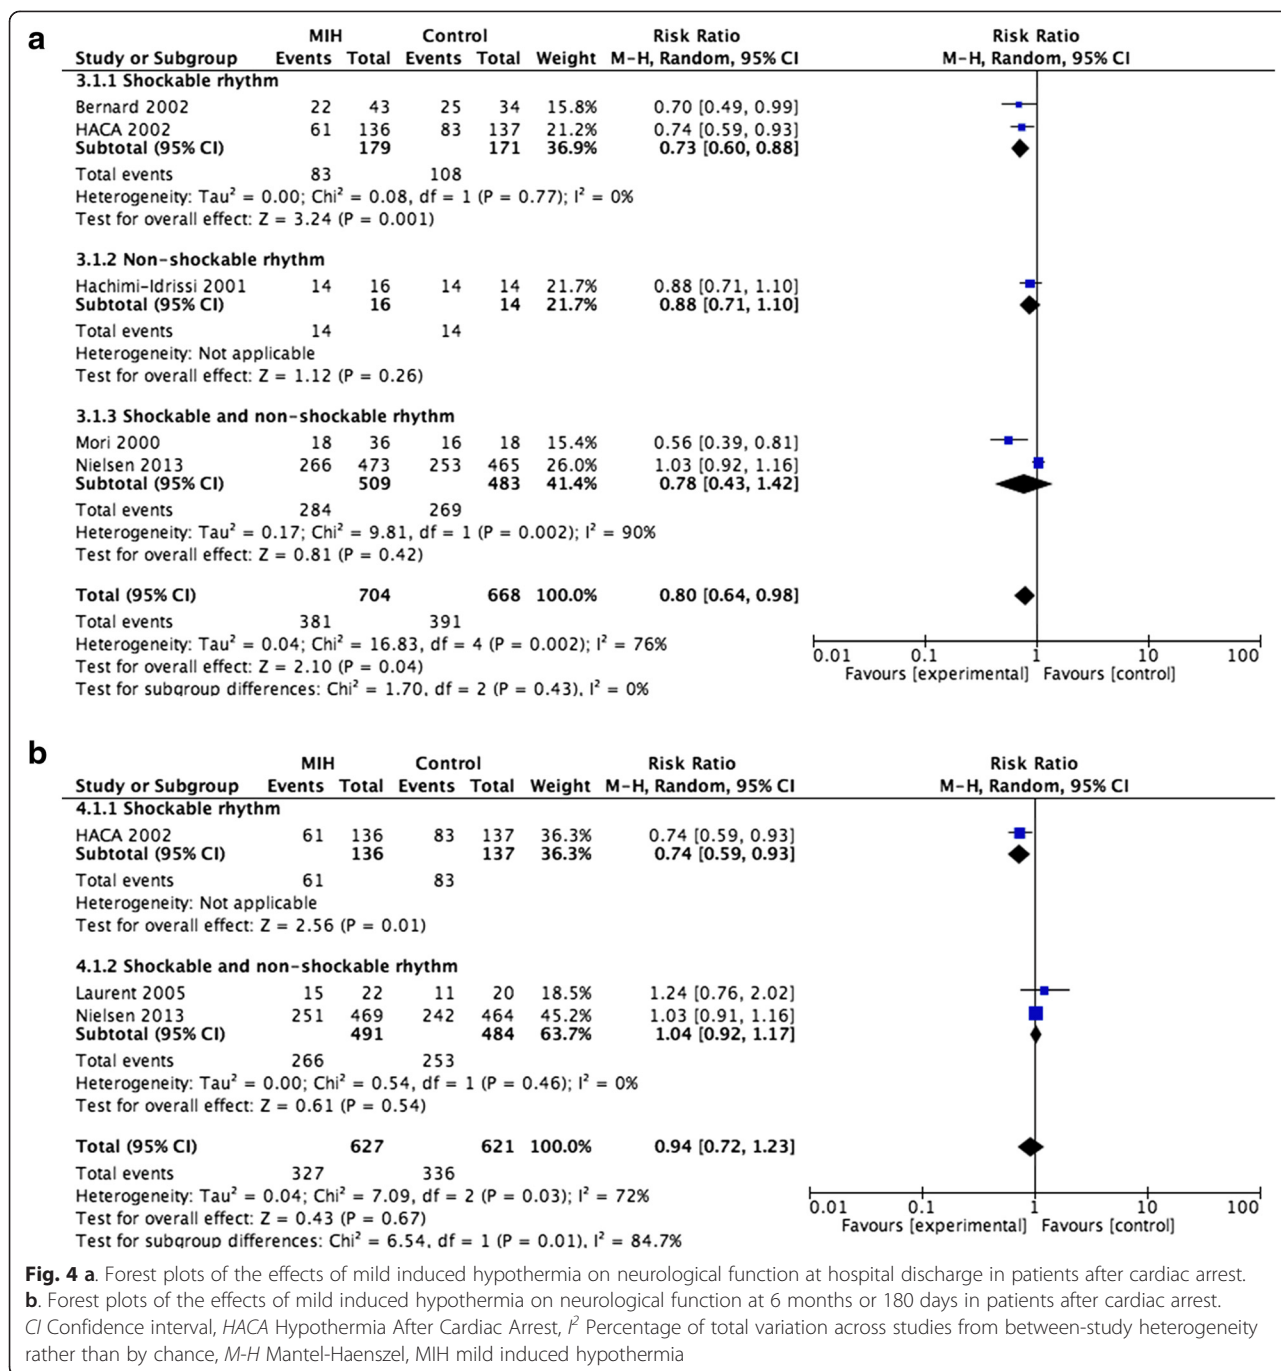 a
MIH Control Risk Ratio Risk Ratio
Study or Subgroup Events Total Events Total Weight M-H, Random, 95% CI M-H, Random, 95% CI
3.1.1 Shockable rhythm
Bernard 2002 22 43 25 34 15.8% 0.70 [0.49, 0.99]
HACA 2002 61 136 83 137 21.2% 0.74 [0.59, 0.93]
Subtotal (95% CI) 179 171 36.9% 0.73 [0.60, 0.88]
Total events 83 108
Heterogeneity: Tau² = 0.00; Chi² = 0.08, df = 1 (P = 0.77); I² = 0%
Test for overall effect: Z = 3.24 (P = 0.001)
3.1.2 Non-shockable rhythm
Hachimi-Idrissi 2001 14 16 14 14 21.7% 0.88 [0.71, 1.10]
Subtotal (95% CI) 16 14 21.7% 0.88 [0.71, 1.10]
Total events 14 14
Heterogeneity: Not applicable
Test for overall effect: Z = 1.12 (P = 0.26)
3.1.3 Shockable and non-shockable rhythm
Mori 2000 18 36 16 18 15.4% 0.56 [0.39, 0.81]
Nielsen 2013 266 473 253 465 26.0% 1.03 [0.92, 1.16]
Subtotal (95% CI) 509 483 41.4% 0.78 [0.43, 1.42]
Total events 284 269
Heterogeneity: Tau² = 0.17; Chi² = 9.81, df = 1 (P = 0.002); I² = 90%
Test for overall effect: Z = 0.81 (P = 0.42)
Total (95% CI) 704 668 100.0% 0.80 [0.64, 0.98]
Total events 381 391
Heterogeneity: Tau² = 0.04; Chi² = 16.83, df = 4 (P = 0.002); I² = 76%
Test for overall effect: Z = 2.10 (P = 0.04)
Test for subgroup differences: Chi² = 1.70, df = 2 (P = 0.43), I² = 0%
0.01 0.1 1 10 100
Favours [experimental] Favours [control]
b
MIH Control Risk Ratio Risk Ratio
Study or Subgroup Events Total Events Total Weight M-H, Random, 95% CI M-H, Random, 95% CI
4.1.1 Shockable rhythm
HACA 2002 61 136 83 137 36.3% 0.74 [0.59, 0.93]
Subtotal (95% CI) 136 137 36.3% 0.74 [0.59, 0.93]
Total events 61 83
Heterogeneity: Not applicable
Test for overall effect: Z = 2.56 (P = 0.01)
4.1.2 Shockable and non-shockable rhythm
Laurent 2005 15 22 11 20 18.5% 1.24 [0.76, 2.02]
Nielsen 2013 251 469 242 464 45.2% 1.03 [0.91, 1.16]
Subtotal (95% CI) 491 484 63.7% 1.04 [0.92, 1.17]
Total events 266 253
Heterogeneity: Tau² = 0.00; Chi² = 0.54, df = 1 (P = 0.46); I² = 0%
Test for overall effect: Z = 0.61 (P = 0.54)
Total (95% CI) 627 621 100.0% 0.94 [0.72, 1.23]
Total events 327 336
Heterogeneity: Tau² = 0.04; Chi² = 7.09, df = 2 (P = 0.03); I² = 72%
Test for overall effect: Z = 0.43 (P = 0.67)
Test for subgroup differences: Chi² = 6.54, df = 1 (P = 0.01), I² = 84.7%
0.01 0.1 1 10 100
Favours [experimental] Favours [control]
Fig. 4 a. Forest plots of the effects of mild induced hypothermia on neurological function at hospital discharge in patients after cardiac arrest.
b. Forest plots of the effects of mild induced hypothermia on neurological function at 6 months or 180 days in patients after cardiac arrest.
CI Confidence interval, HACA Hypothermia After Cardiac Arrest, I² Percentage of total variation across studies from between-study heterogeneity
rather than by chance, M-H Mantel-Haenszel, MIH mild induced hypothermia